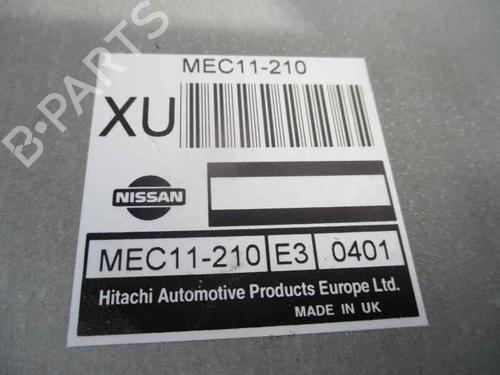 B-PARTS
MEC11-210
XU
NISSAN
MEC11-210 E3 0401
Hitachi Automotive Products Europe Ltd.
MADE IN UK